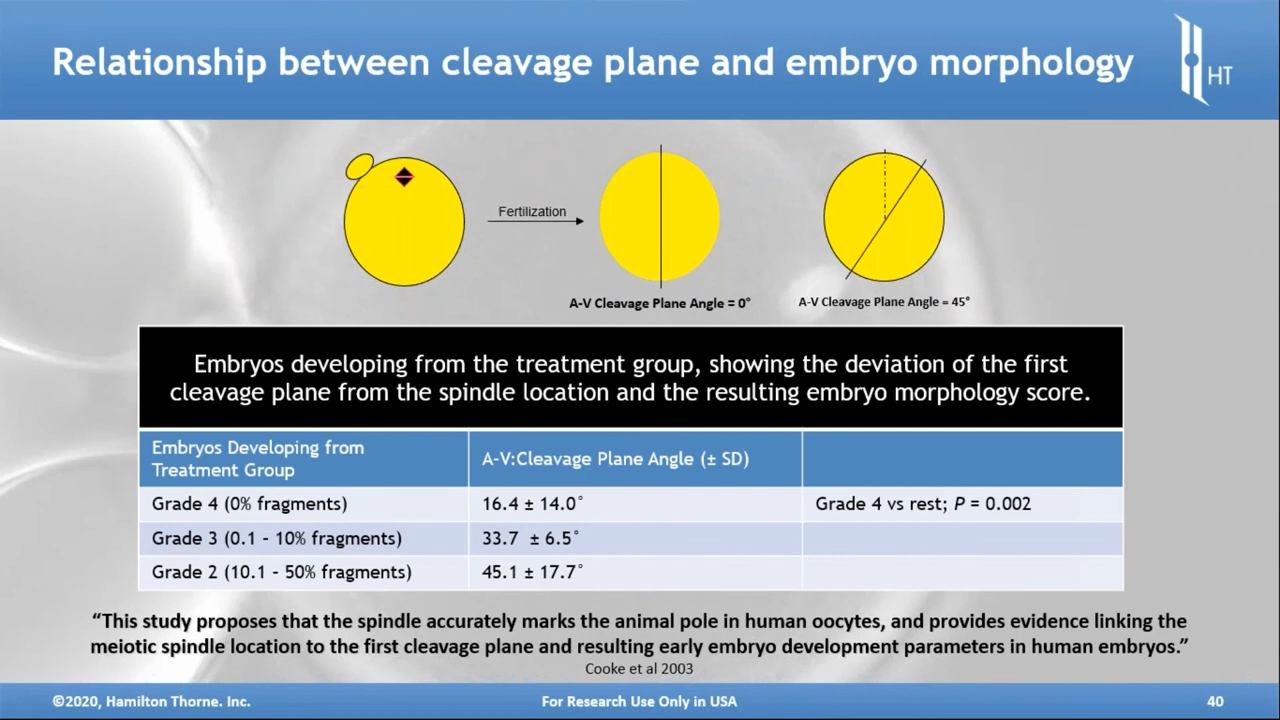 Relationship between cleavage plane and embryo morphology
HT
Fertilization
A-V Cleavage Plane Angle = 0°
A-V Cleavage Plane Angle = 45°
Embryos developing from the treatment group, showing the deviation of the first
cleavage plane from the spindle location and the resulting embryo morphology score.
Embryos Developing from
Treatment Group
A-V:Cleavage Plane Angle (± SD)
Grade 4 (0% fragments)
16.4 ± 14.0°
Grade 4 vs rest; P = 0.002
Grade 3 (0.1 - 10% fragments)
33.7 ± 6.5°
Grade 2 (10.1 - 50% fragments)
45.1 ± 17.7°
“This study proposes that the spindle accurately marks the animal pole in human oocytes, and provides evidence linking the
meiotic spindle location to the first cleavage plane and resulting early embryo development parameters in human embryos.”
Cooke et al 2003
©2020, Hamilton Thorne. Inc.
For Research Use Only in USA
40